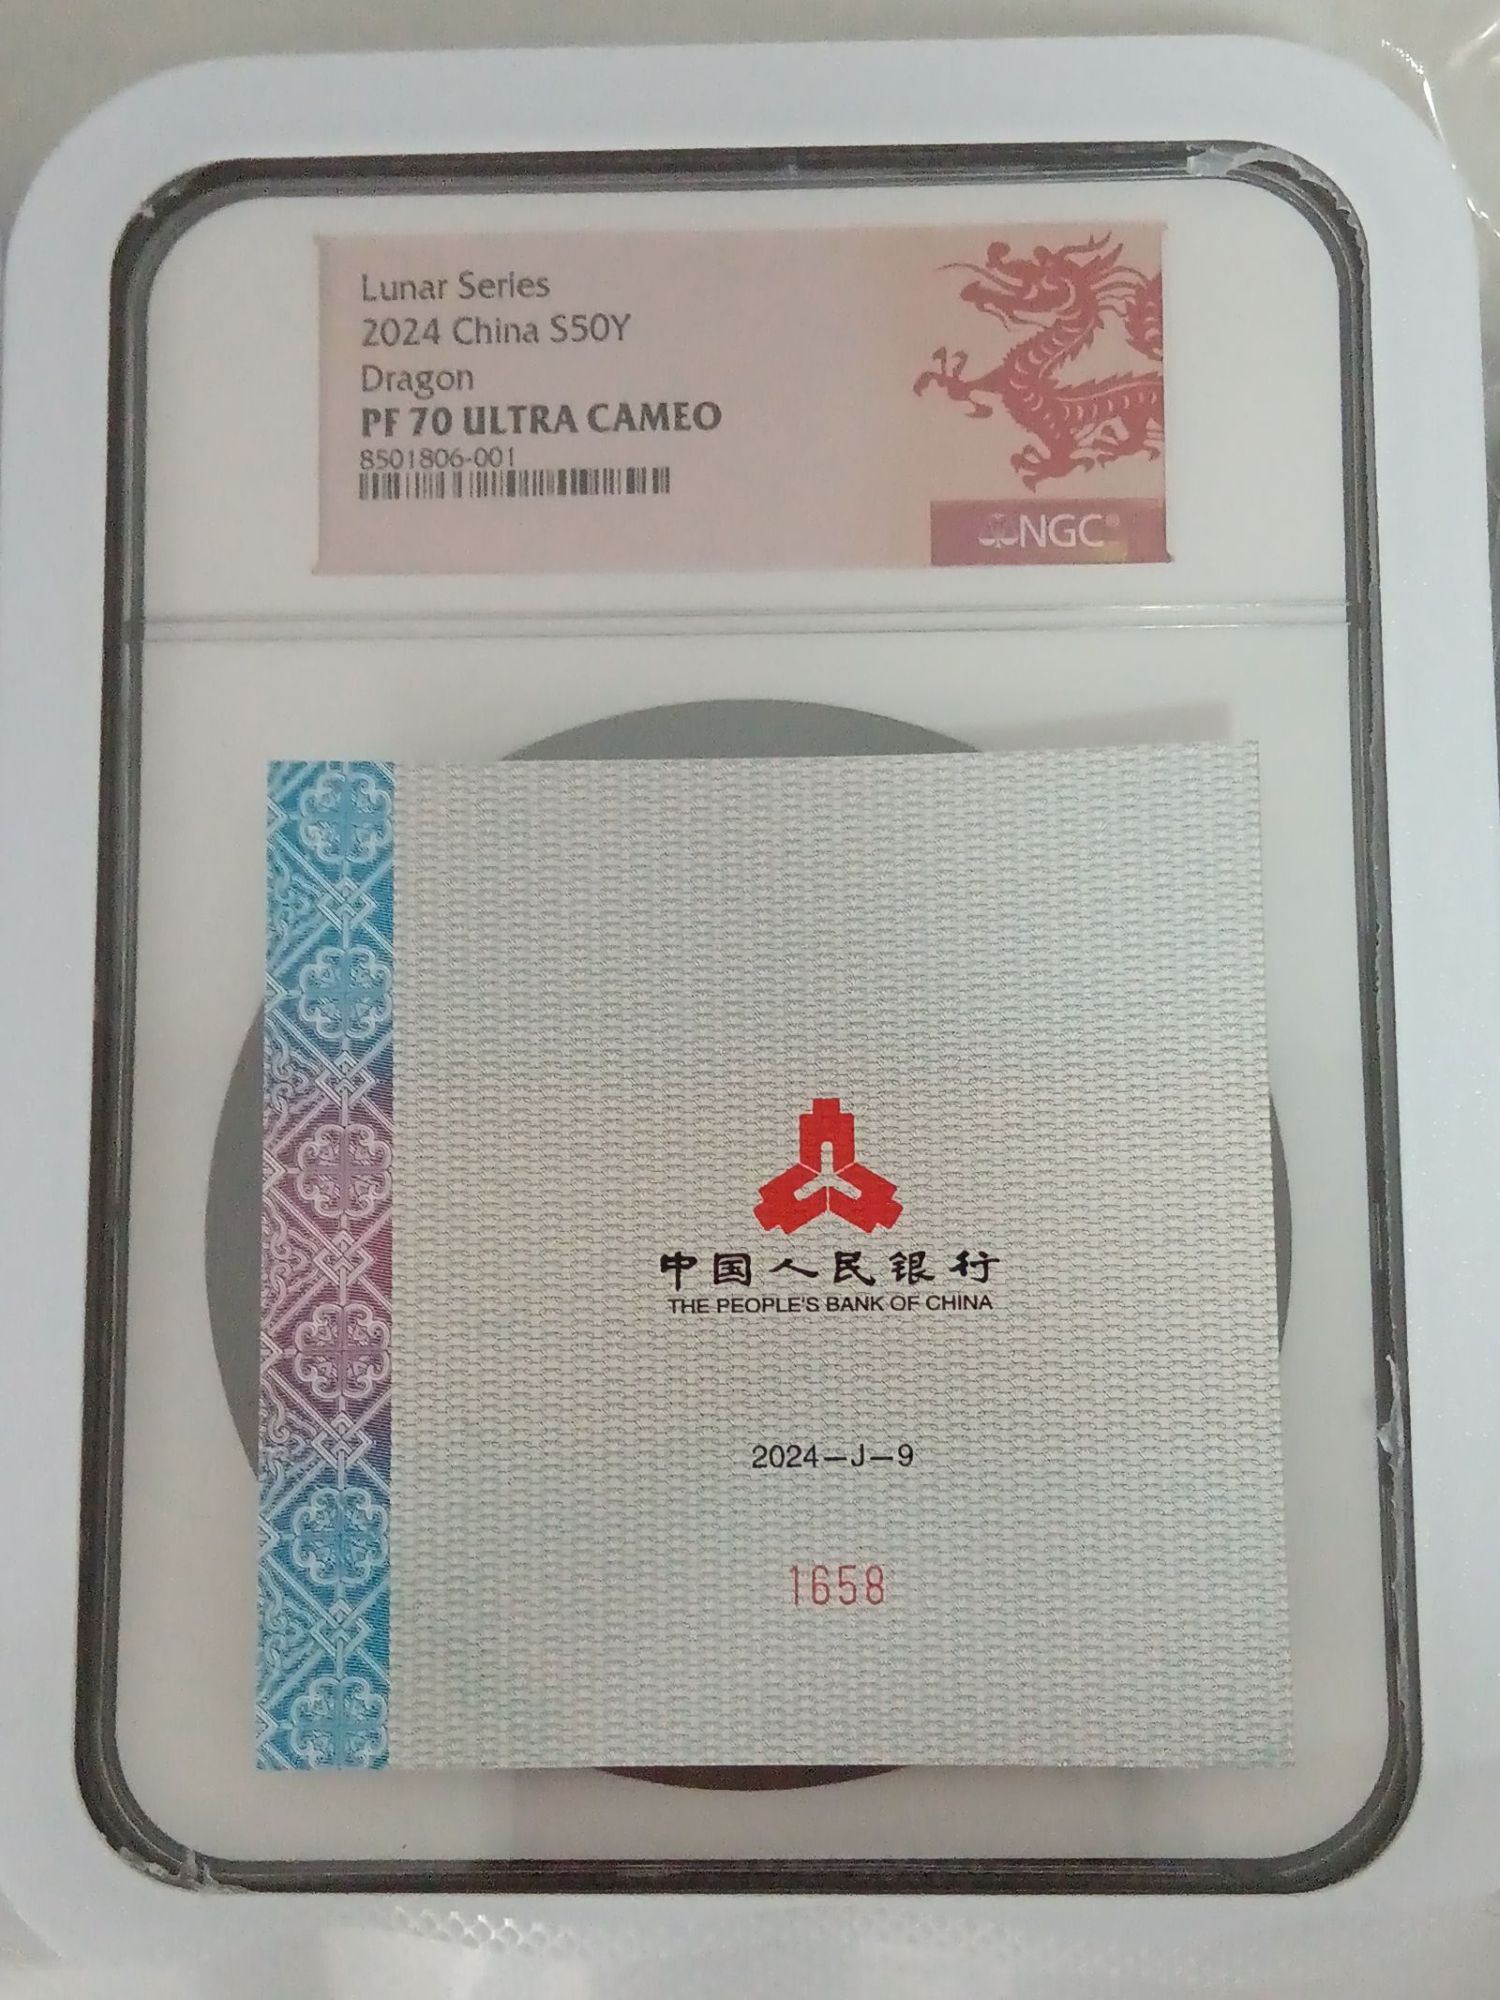 Lunar Series
2024 China S50Y
Dragon
PF 70 ULTRA CAMEO
8501806-001
NGC®
中国人民银行
THE PEOPLE'S BANK OF CHINA
2024—J—9
1658